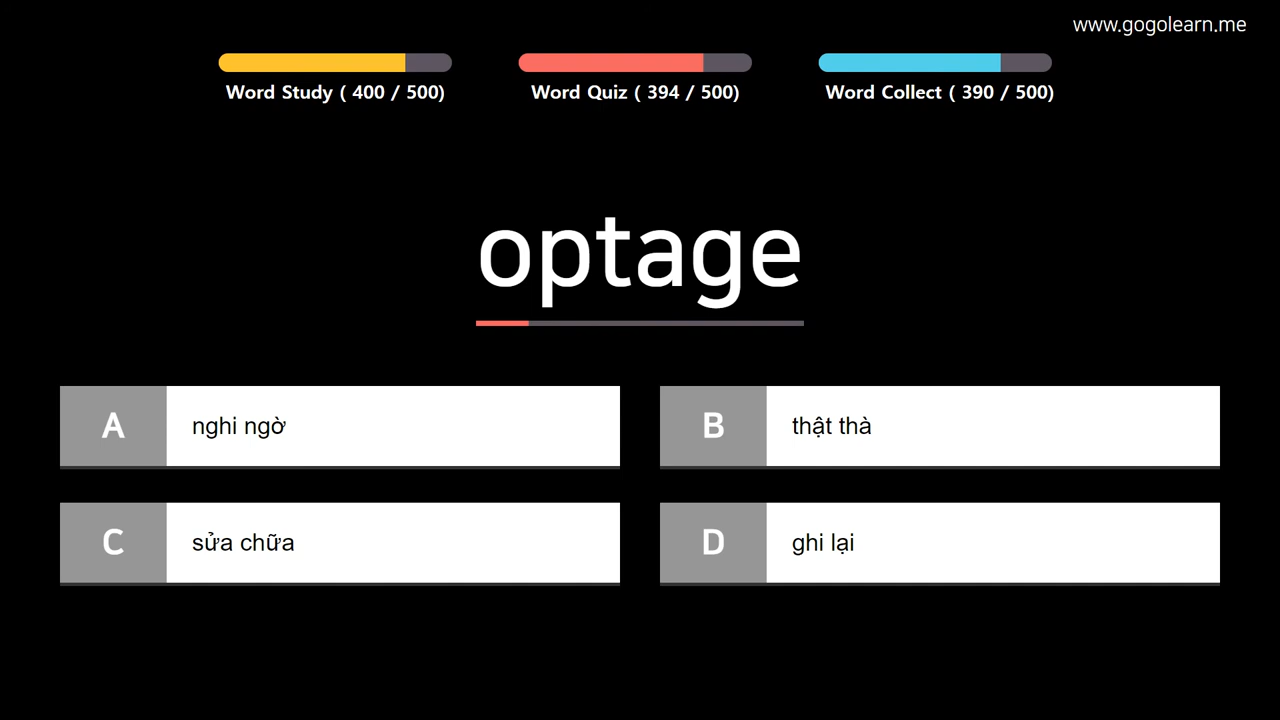 www.gogolearn.me
Word Study ( 400 / 500)
Word Quiz ( 394 / 500)
Word Collect ( 390 / 500)
optage
A nghi ngờ
B thật thà
C sửa chữa
D ghi lại